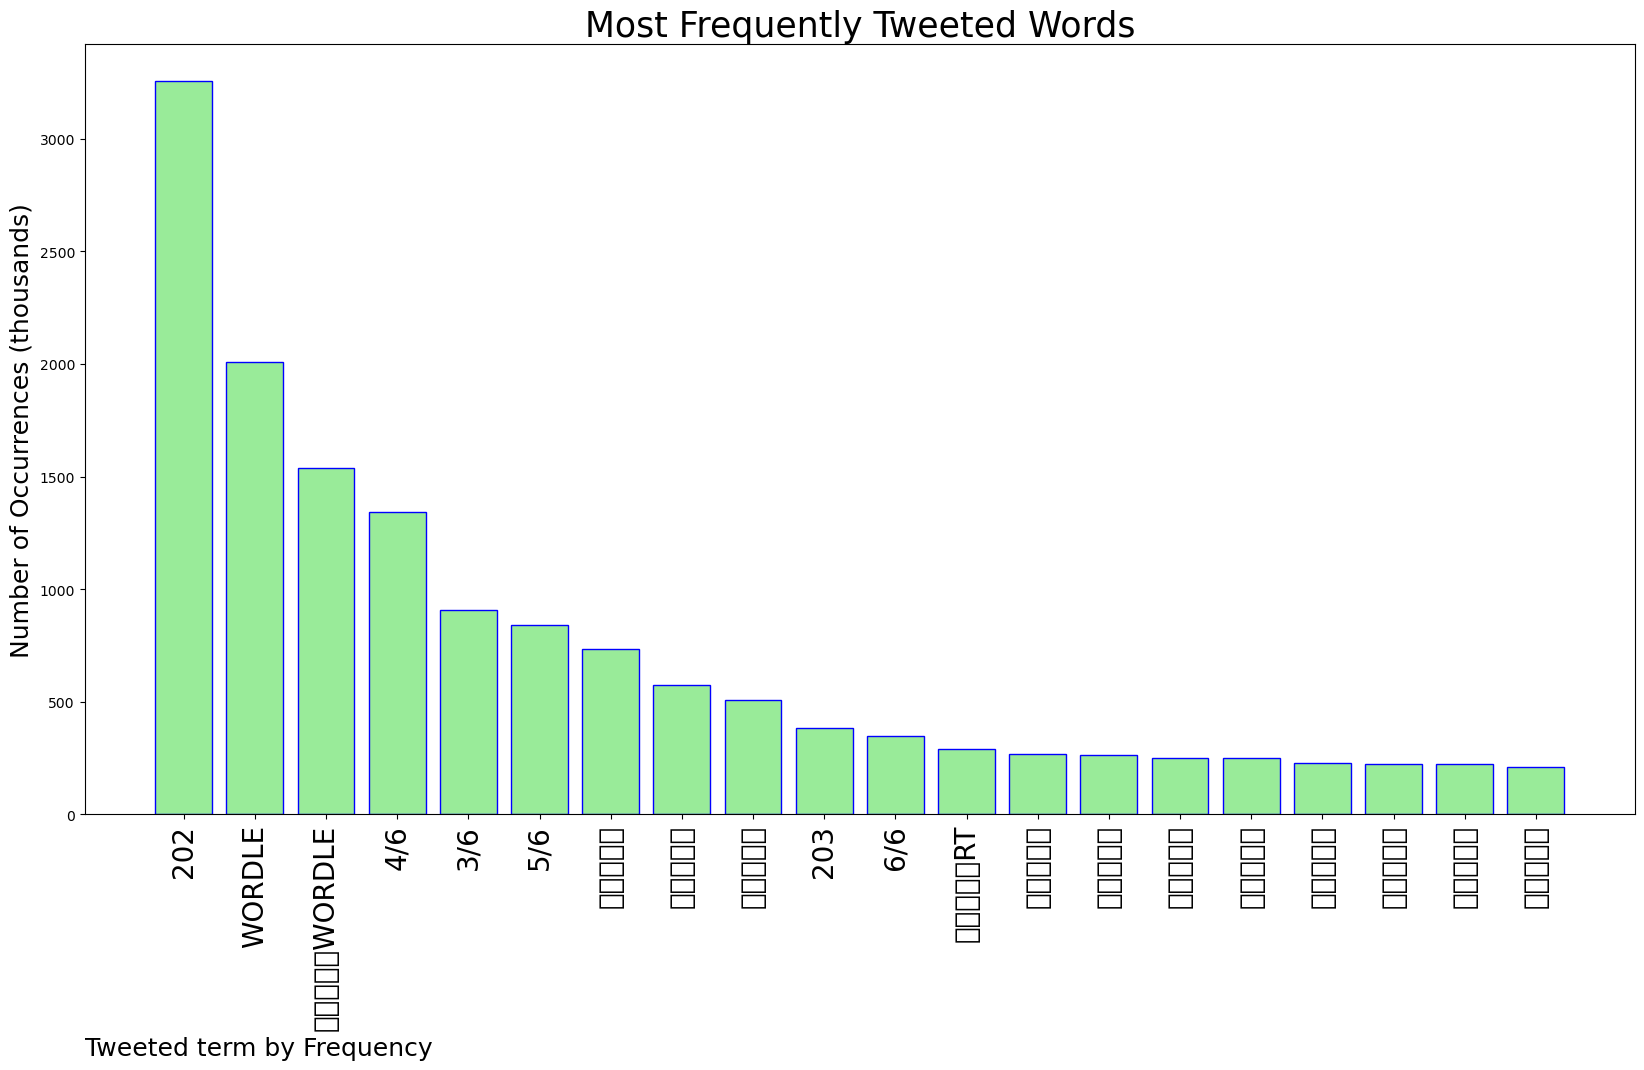 Most Frequently Tweeted Words
Number of Occurrences (thousands)
3000
2500
2000
1500
1000
500
0
202
WORDLE
WORDLE
4/6
3/6
5/6
203
6/6
RT
Tweeted term by Frequency